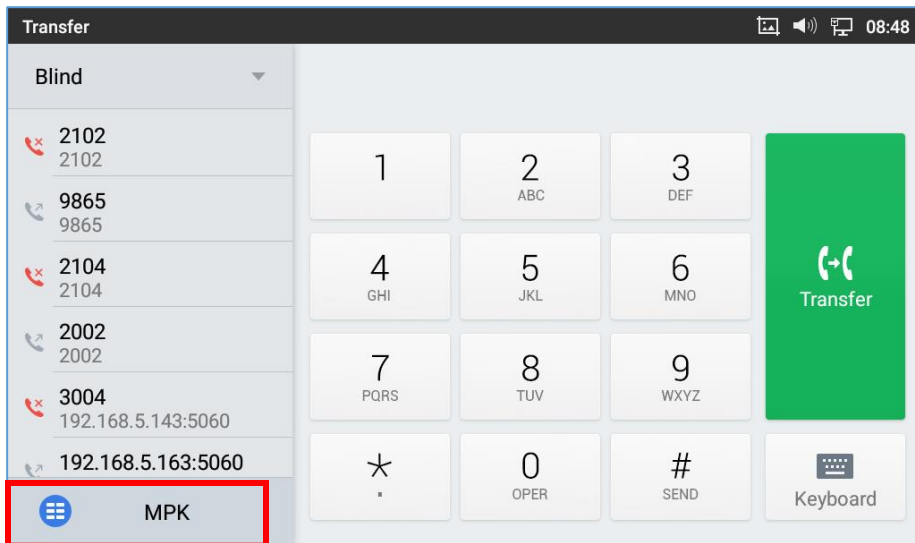 Transfer 08:48
Blind
2102
2102
9865
9865
2104
2104
2002
2002
3004
192.168.5.143:5060
192.168.5.163:5060
MPK
1 2 3
ABC DEF
4 5 6
GHI JKL MNO
Transfer
7 8 9
PQRS TUV WXYZ
* 0 #
. OPER SEND
Keyboard